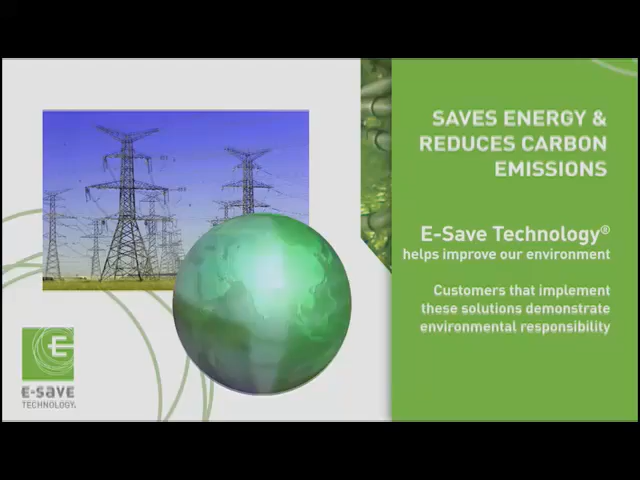 SAVES ENERGY &
REDUCES CARBON
EMISSIONS
E-Save Technology®
helps improve our environment
Customers that implement
these solutions demonstrate
environmental responsibility
E
E-SAVE
TECHNOLOGY.